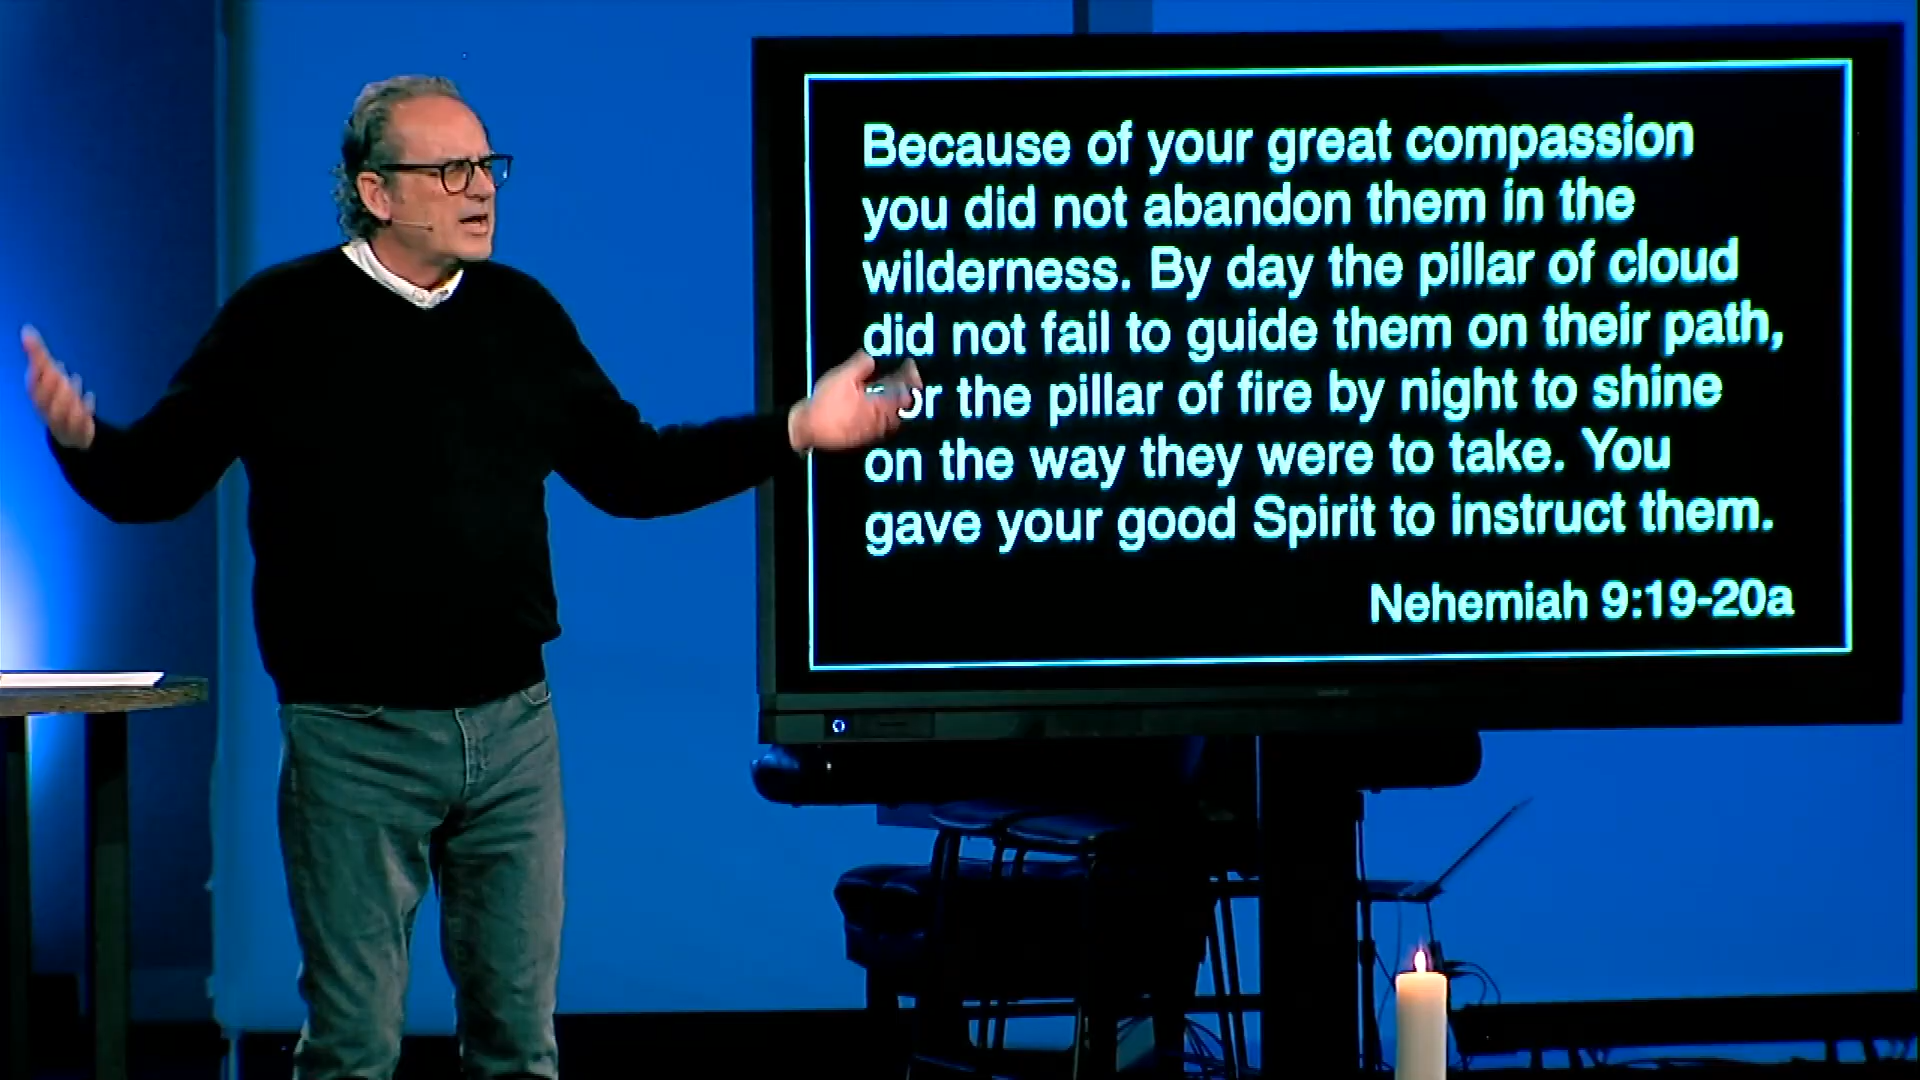 Because of your great compassion
you did not abandon them in the
wilderness. By day the pillar of cloud
did not fail to guide them on their path,
nor the pillar of fire by night to shine
on the way they were to take. You
gave your good Spirit to instruct them.
Nehemiah 9:19-20a